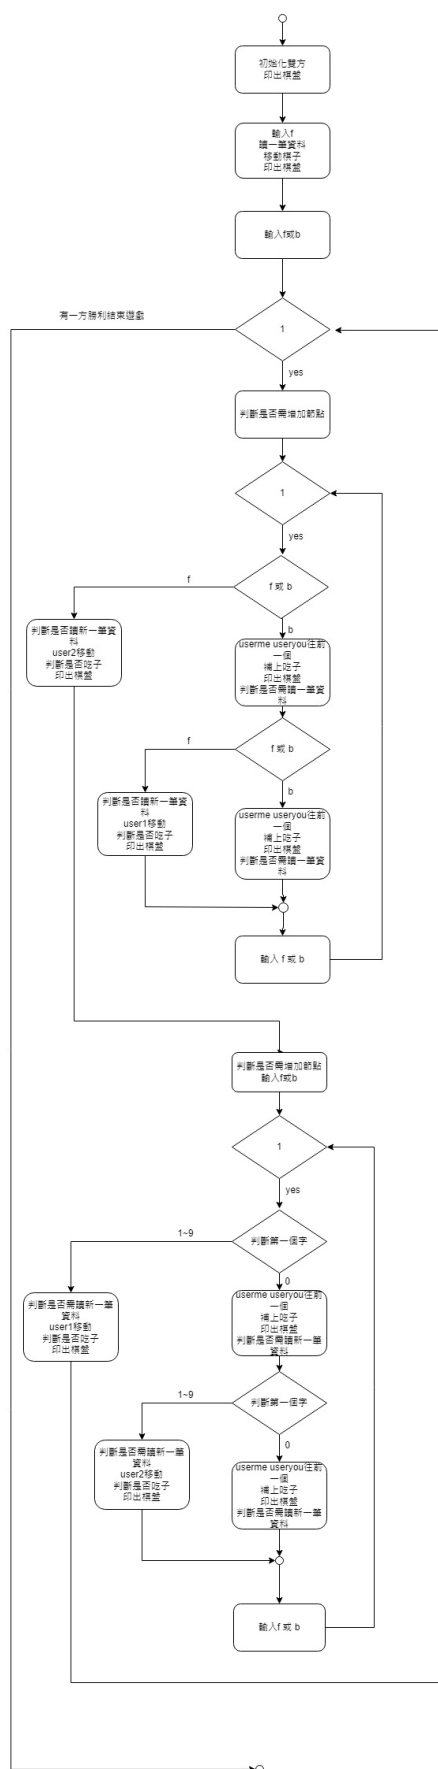 初始化雙方
印出棋盤
輸入f
讀一筆資料
移動棋子
印出棋盤
輸入f或b
有一方勝利結束遊戲
1
yes
判斷是否需增加節點
1
yes
f
f 或 b
b
判斷是否讀新一筆資
料
user2移動
判斷是否吃子
印出棋盤
userme useryou往前
一個
補上吃子
印出棋盤
判斷是否需讀一筆資
料
f
f 或 b
b
判斷是否讀新一筆資
料
user1移動
判斷是否吃子
印出棋盤
userme useryou往前
一個
補上吃子
印出棋盤
判斷是否需讀一筆資
料
輸入 f 或 b
判斷是否需增加節點
輸入f或b
1
yes
1~9
判斷第一個字
0
判斷是否需讀新一筆
資料
user1移動
判斷是否吃子
印出棋盤
userme useryou往前
一個
補上吃子
印出棋盤
判斷是否需讀新一筆
資料
1~9
判斷第一個字
0
判斷是否需讀新一筆
資料
user2移動
判斷是否吃子
印出棋盤
userme useryou往前
一個
補上吃子
印出棋盤
判斷是否需讀新一筆
資料
輸入f 或 b